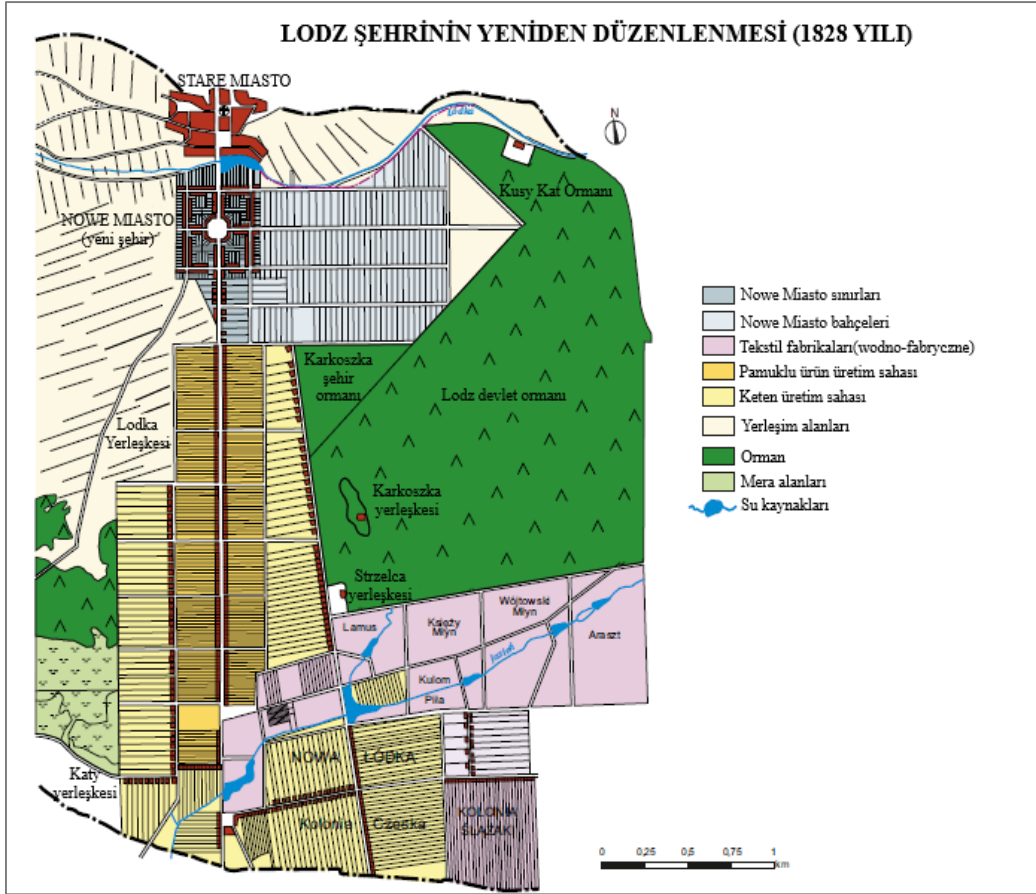 LODZ ŞEHRİNİN YENİDEN DÜZENLENMESİ (1828 YILI)
STARE MIASTO
Łódka
N
Kusy Kat Ormanı
NOWE MIASTO
(yeni şehir)
Nowe Miasto sınırları
Nowe Miasto bahçeleri
Tekstil fabrikaları(wodno-fabryczne)
Pamuklu ürün üretim sahası
Keten üretim sahası
Yerleşim alanları
Orman
Mera alanları
Su kaynakları
Karkoszka
şehir
ormanı
Lodz devlet ormanı
Lodka
Yerleşkesi
Karkoszka
yerleşkesi
Strzelca
yerleşkesi
Lamus
Księży
Młyn
Wójtowski
Młyn
Araszt
Jasień
Kulom
Piła
NOWA ŁÓDKA
Katy
yerleşkesi
Kolonia Czeska
KOLONIA
ŚLĄZAKI
0 0,25 0,5 0,75 1
km